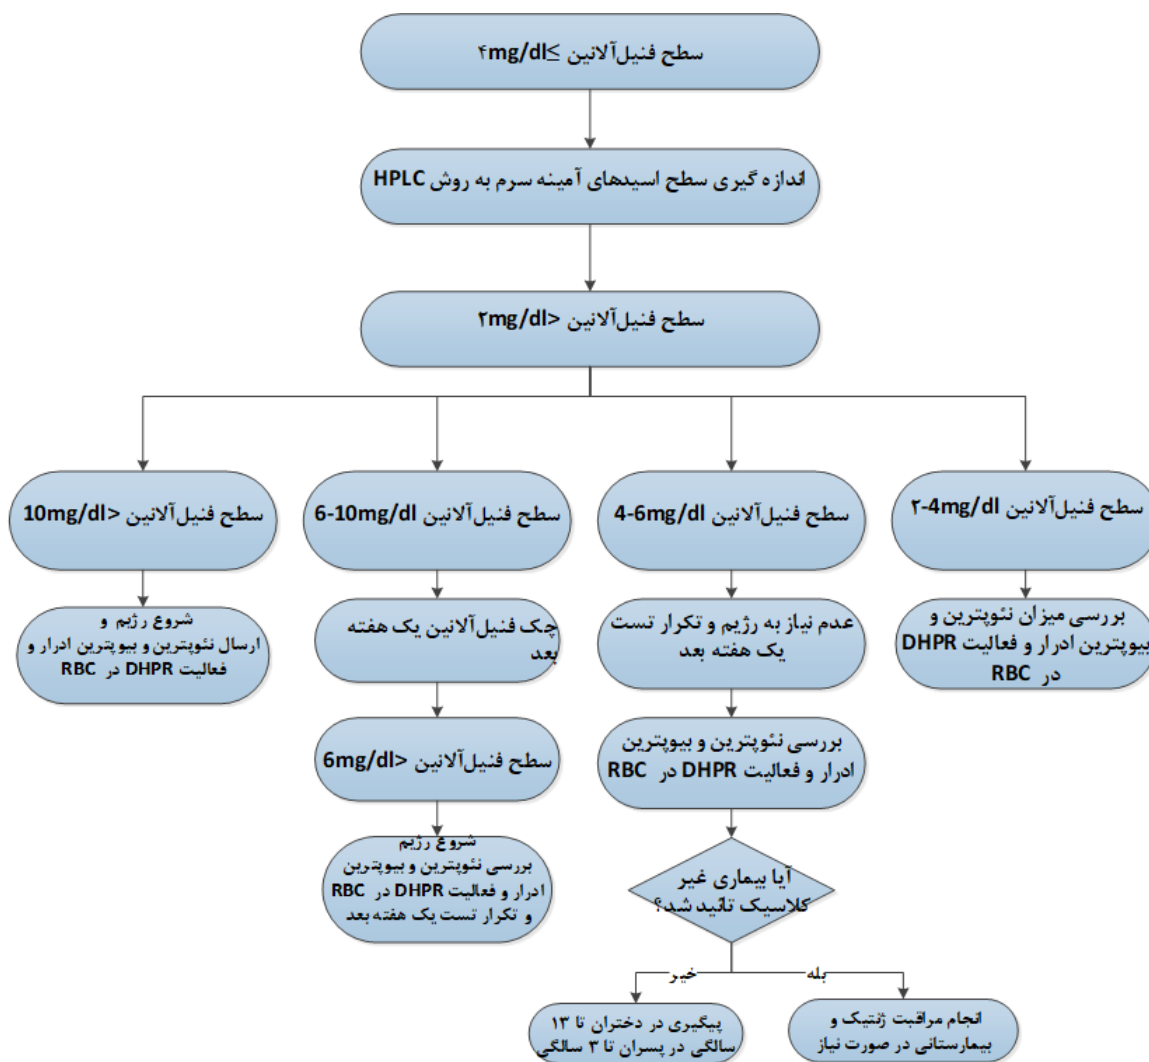 سطح فنیل‌آلانین ≥۴mg/dl
اندازه گیری سطح اسیدهای آمینه سرم به روش HPLC
سطح فنیل‌آلانین <۲mg/dl
سطح فنیل‌آلانین <10mg/dl
سطح فنیل‌آلانین 6-10mg/dl
سطح فنیل‌آلانین 4-6mg/dl
سطح فنیل‌آلانین ۲-4mg/dl
شروع رژیم و
ارسال نئوپترین و بیوپترین ادرار و
فعالیت DHPR در RBC
چک فنیل‌آلانین یک هفته
بعد
عدم نیاز به رژیم و تکرار تست
یک هفته بعد
بررسی میزان نئوپترین و
بیوپترین ادرار و فعالیت DHPR
در RBC
سطح فنیل‌آلانین <6mg/dl
بررسی نئوپترین و بیوپترین
ادرار و فعالیت DHPR در RBC
شروع رژیم
بررسی نئوپترین و بیوپترین
ادرار و فعالیت DHPR در RBC
و تکرار تست یک هفته بعد
آیا بیماری غیر
کلاسیک تائید شد؟
خیر
بله
پیگیری در دختران تا ۱۳
سالگی در پسران تا ۳ سالگی
انجام مراقبت ژنتیک و
بیمارستانی در صورت نیاز